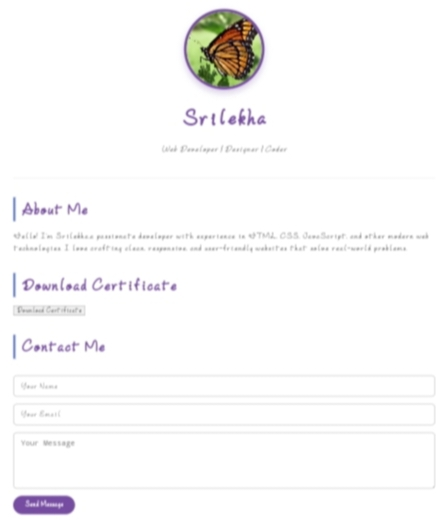 Srilekha
Web Developer | Designer | Coder
About Me
Hello! I'm Srilekha,a passionate developer with experience in HTML, CSS, JavaScript, and other modern web
technologies. I love crafting clean, responsive, and user-friendly websites that solve real-world problems.
Download Certificate
Download Certificate
Contact Me
Your Name
Your Email
Your Message
Send Message